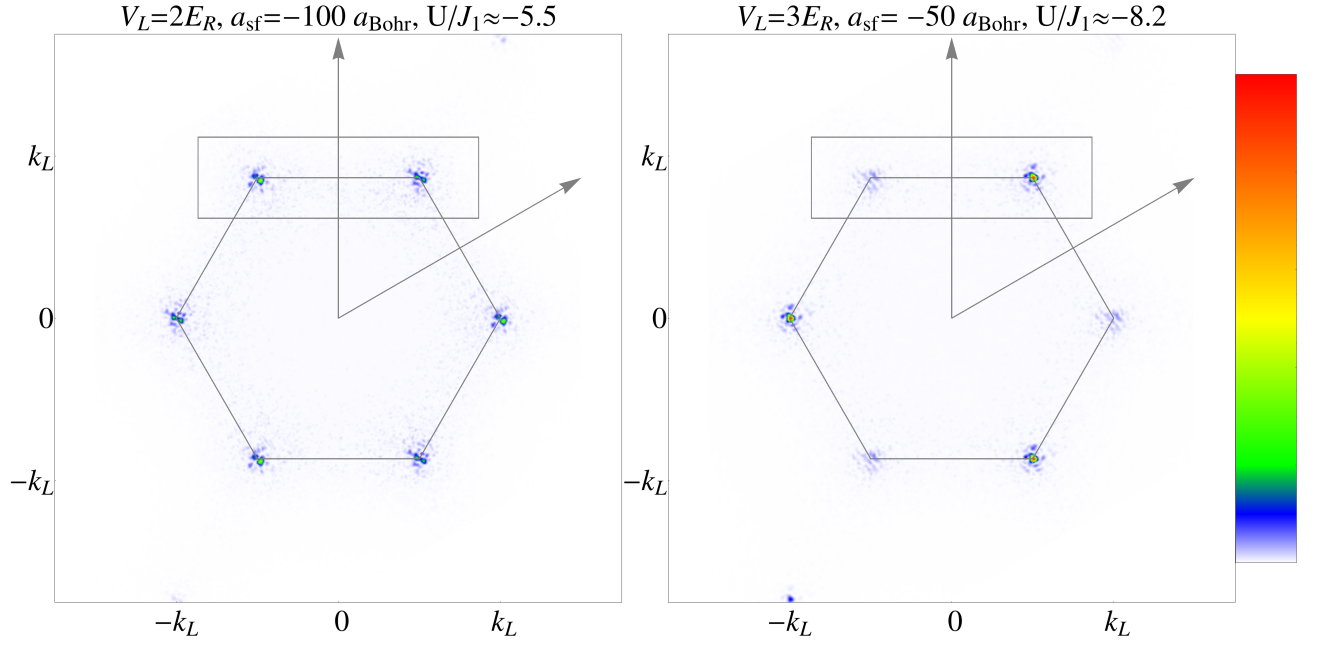 V_L=2E_R, a_sf=−100 a_Bohr, U/J_1≈−5.5
V_L=3E_R, a_sf= −50 a_Bohr, U/J_1≈−8.2
k_L
0
−k_L
−k_L 0 k_L
k_L
0
−k_L
−k_L 0 k_L